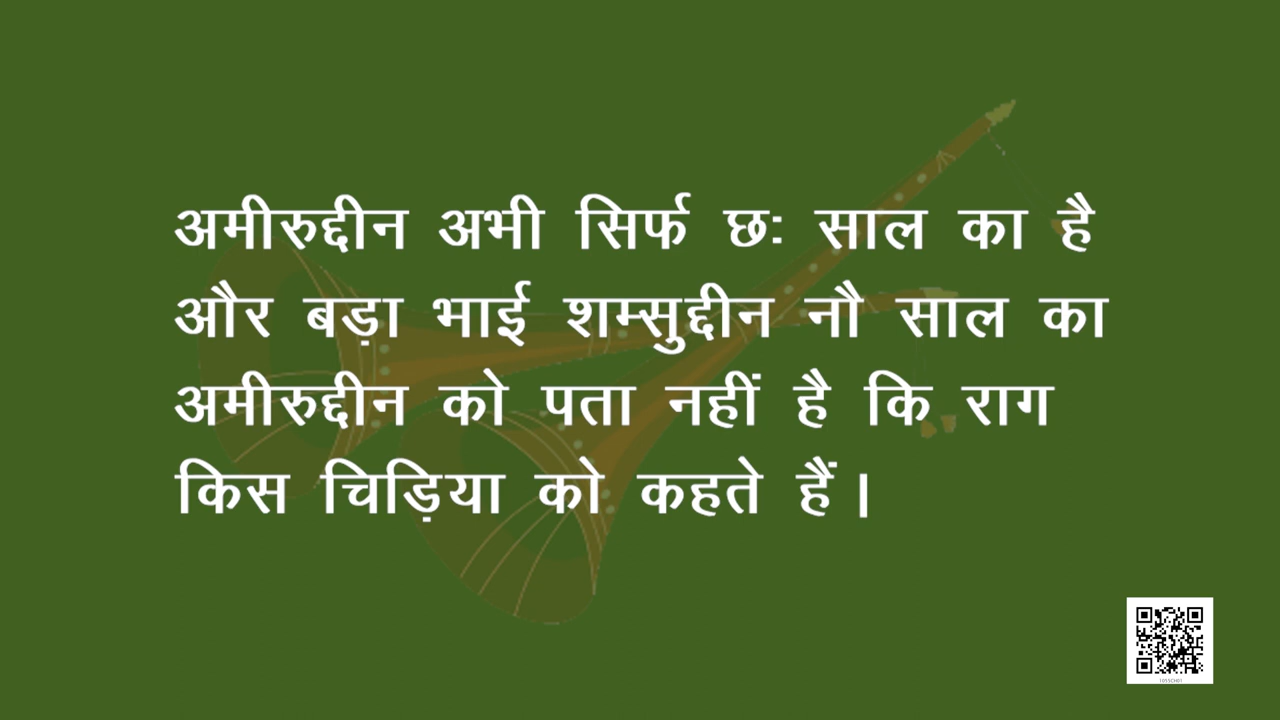 अमीरुद्दीन अभी सिर्फ छः साल का है
और बड़ा भाई शम्सुद्दीन नौ साल का
अमीरुद्दीन को पता नहीं है कि राग
किस चिड़िया को कहते हैं।